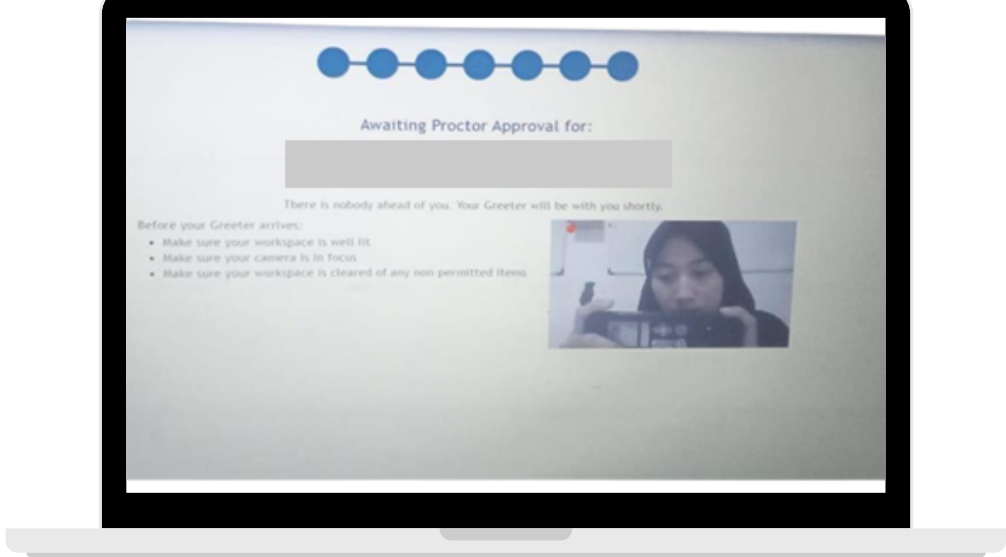 Awaiting Proctor Approval for:
There is nobody ahead of you. Your Greeter will be with you shortly.
Before your Greeter arrives:
Make sure your workspace is well lit
Make sure your camera is in focus
Make sure your workspace is cleared of any non permitted items